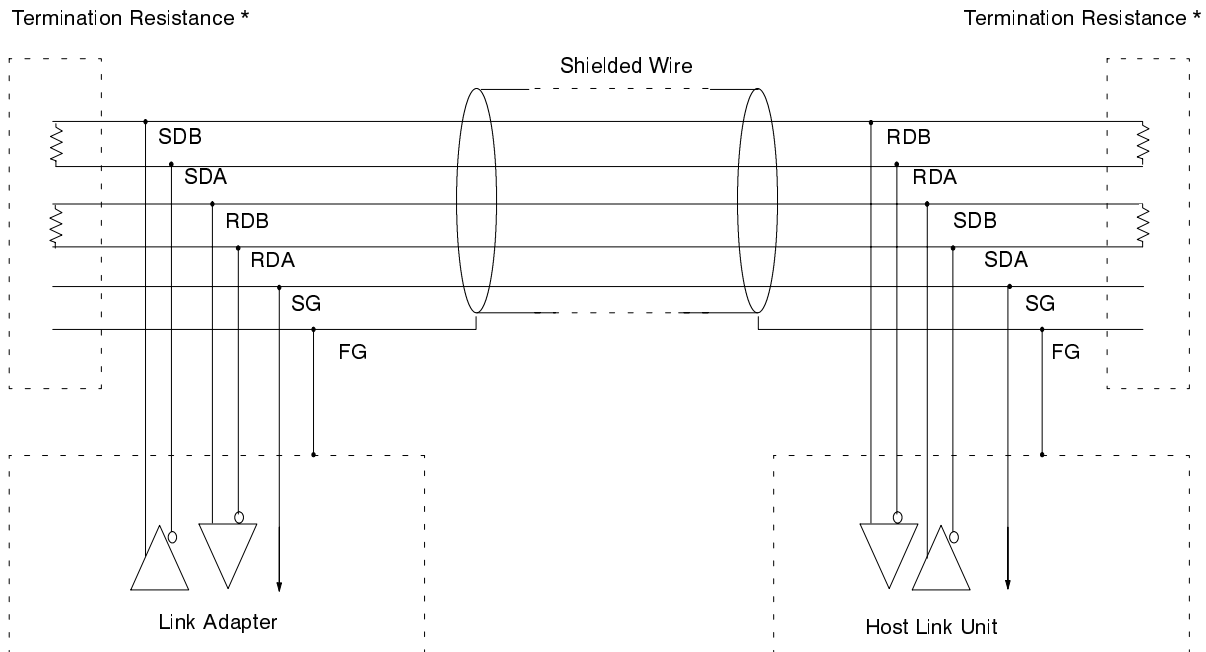 Termination Resistance *
Termination Resistance *
Shielded Wire
SDB
RDB
SDA
RDA
RDB
SDB
RDA
SDA
SG
SG
FG
FG
Link Adapter
Host Link Unit